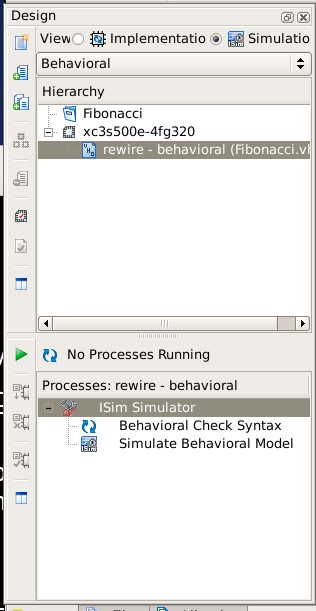 Design
View Implementatio Simulatio
Behavioral
Hierarchy
Fibonacci
xc3s500e-4fg320
rewire - behavioral (Fibonacci.vh
No Processes Running
Processes: rewire - behavioral
ISim Simulator
Behavioral Check Syntax
Simulate Behavioral Model